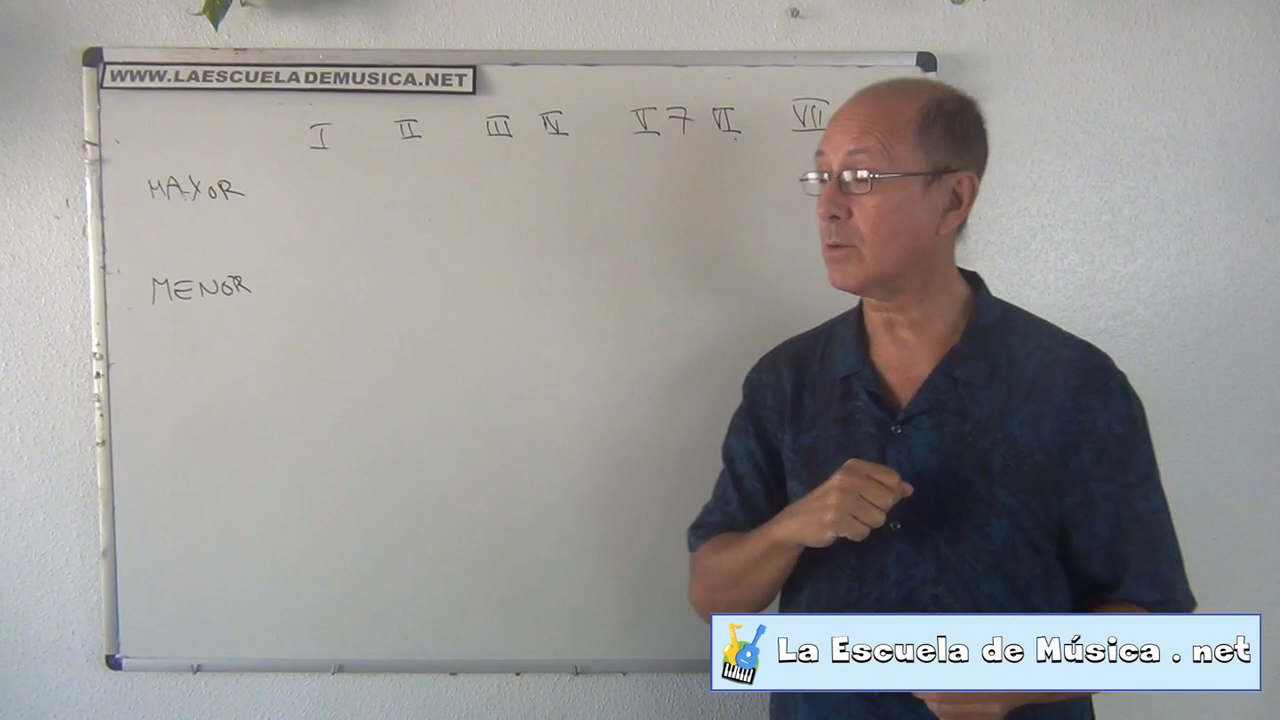 WWW.LAESCUELADEMUSICA.NET
I II III IV V7 VI VII
MAYOR
MENOR
La Escuela de Música . net